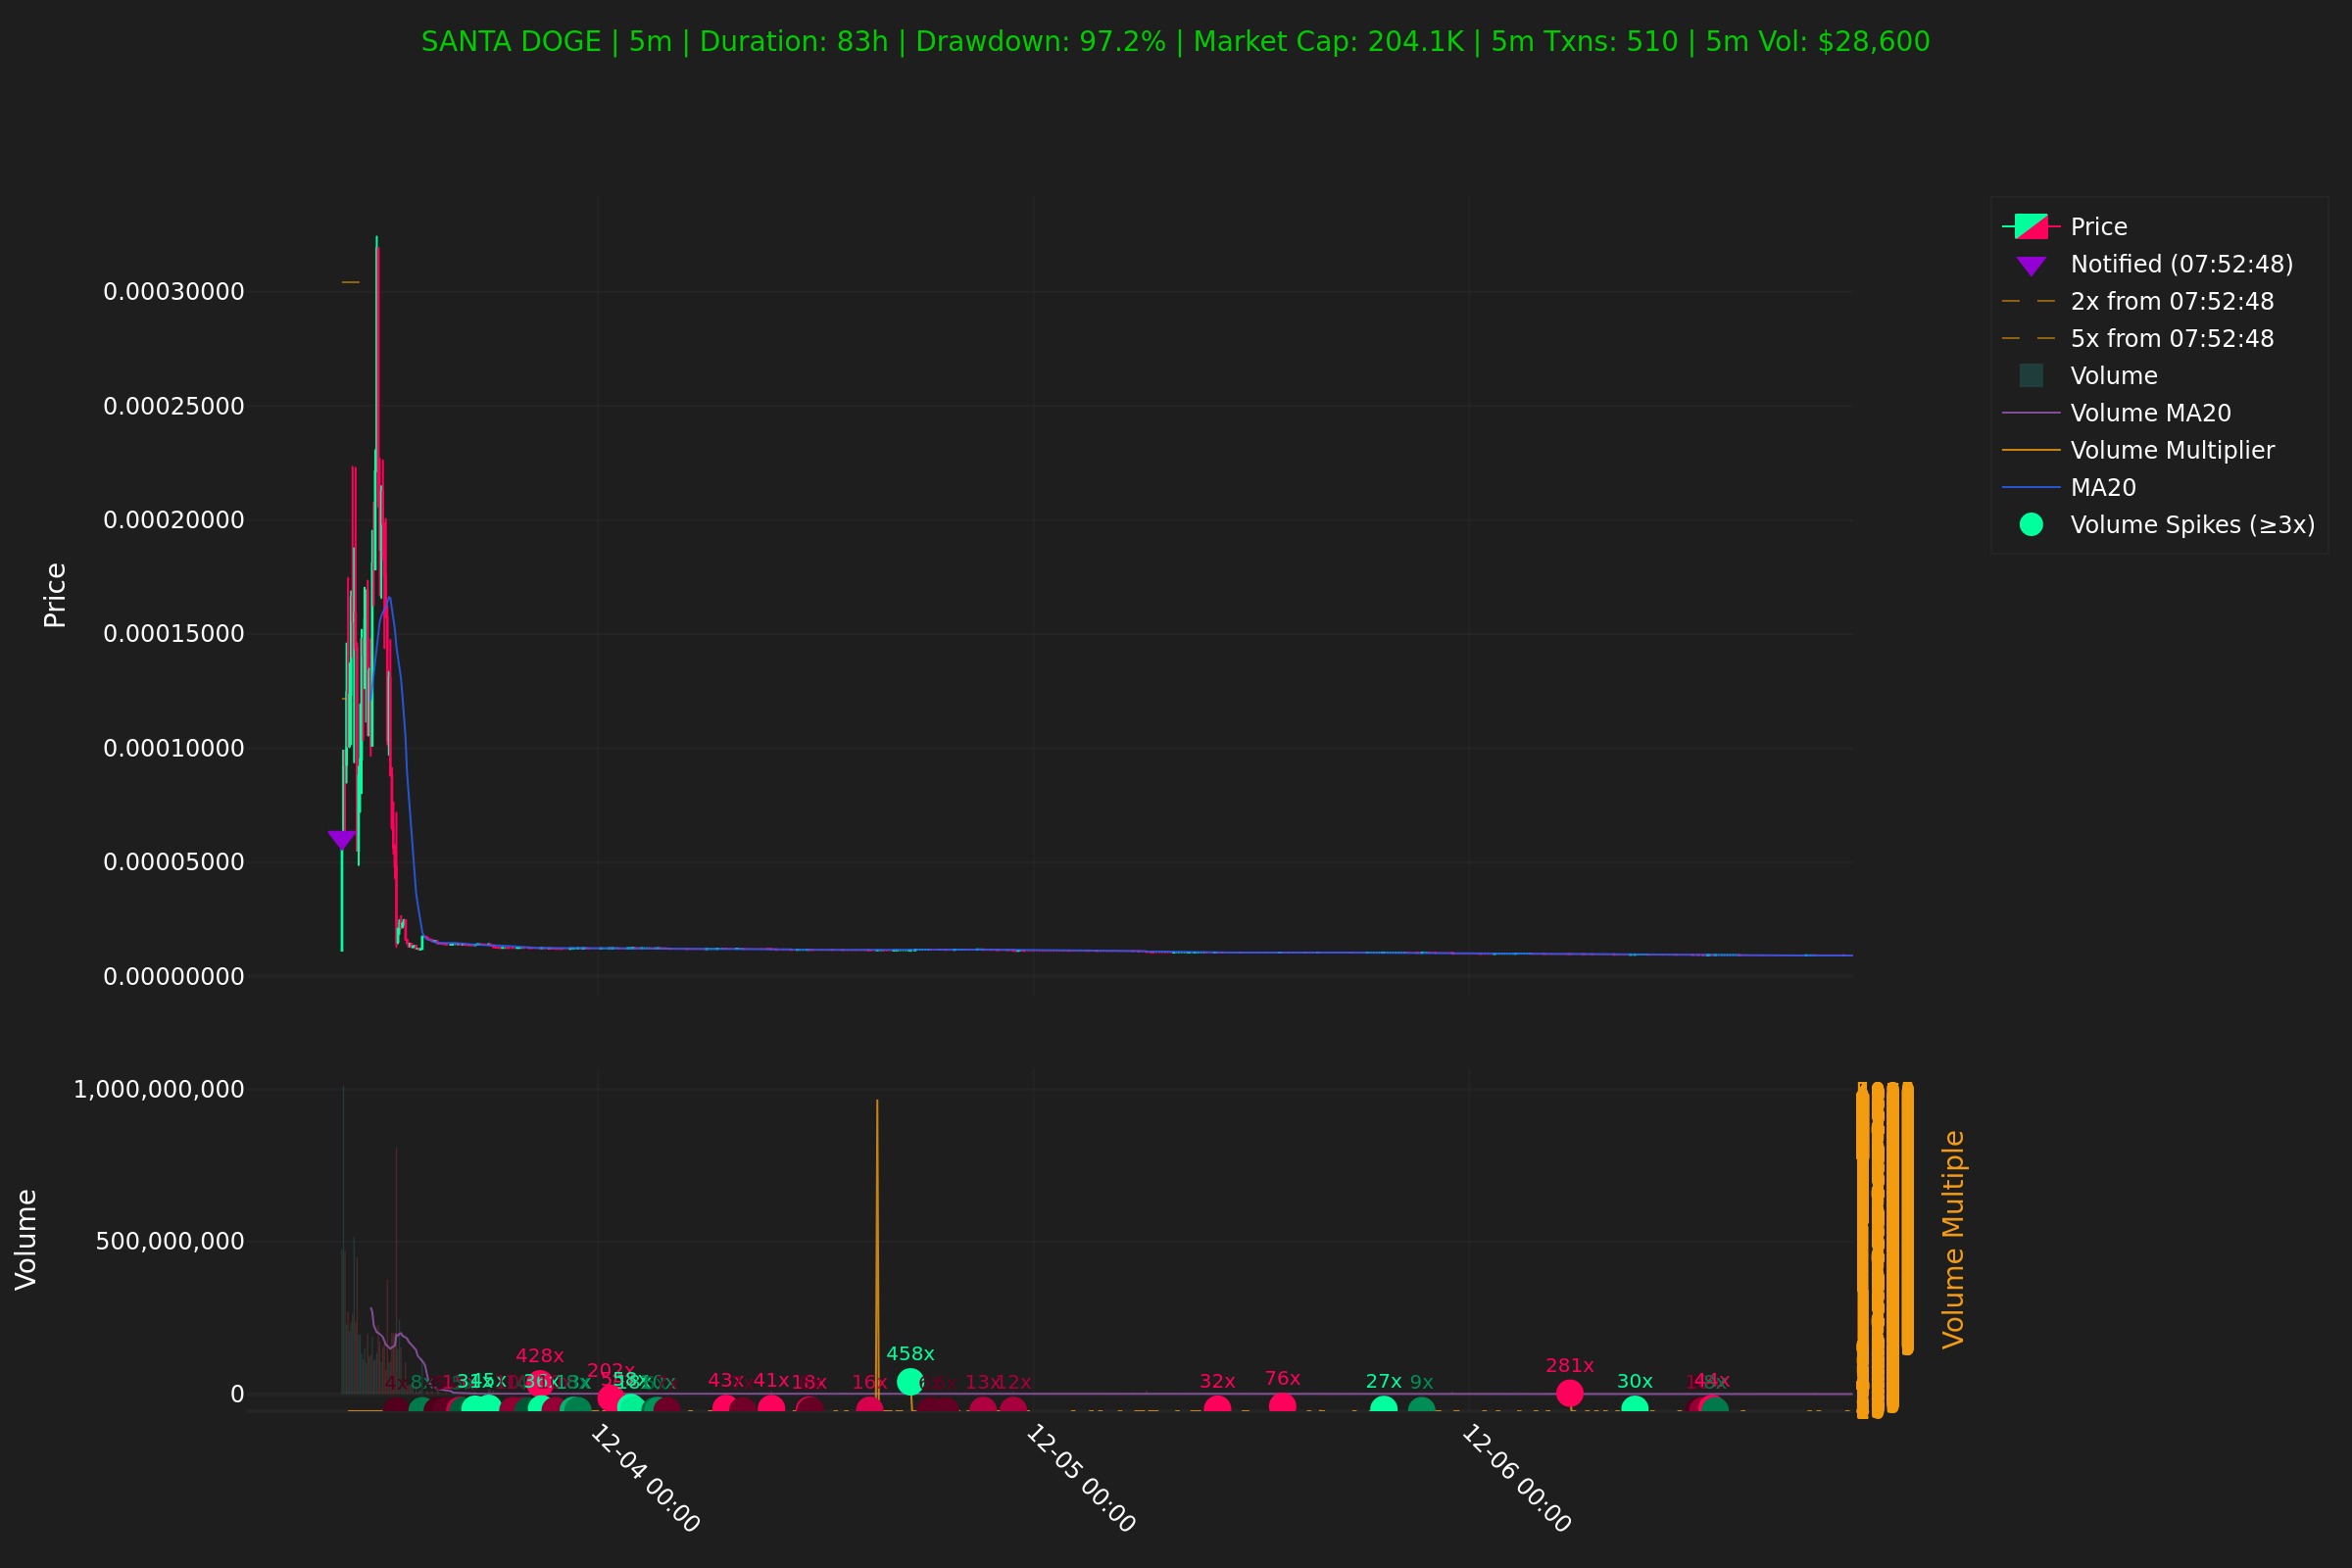 SANTA DOGE | 5m | Duration: 83h | Drawdown: 97.2% | Market Cap: 204.1K | 5m Txns: 510 | 5m Vol: $28,600
Price
Notified (07:52:48)
2x from 07:52:48
5x from 07:52:48
Volume
Volume MA20
Volume Multiplier
MA20
Volume Spikes (≥3x)
Price
0.00030000
0.00025000
0.00020000
0.00015000
0.00010000
0.00005000
0.00000000
Volume
1,000,000,000
500,000,000
0
Volume Multiple
4x
8x
428x
36x
13x
202x
58x
43x
41x
18x
16x
458x
13x
12x
32x
76x
27x
9x
281x
30x
44x
12-04 00:00
12-05 00:00
12-06 00:00